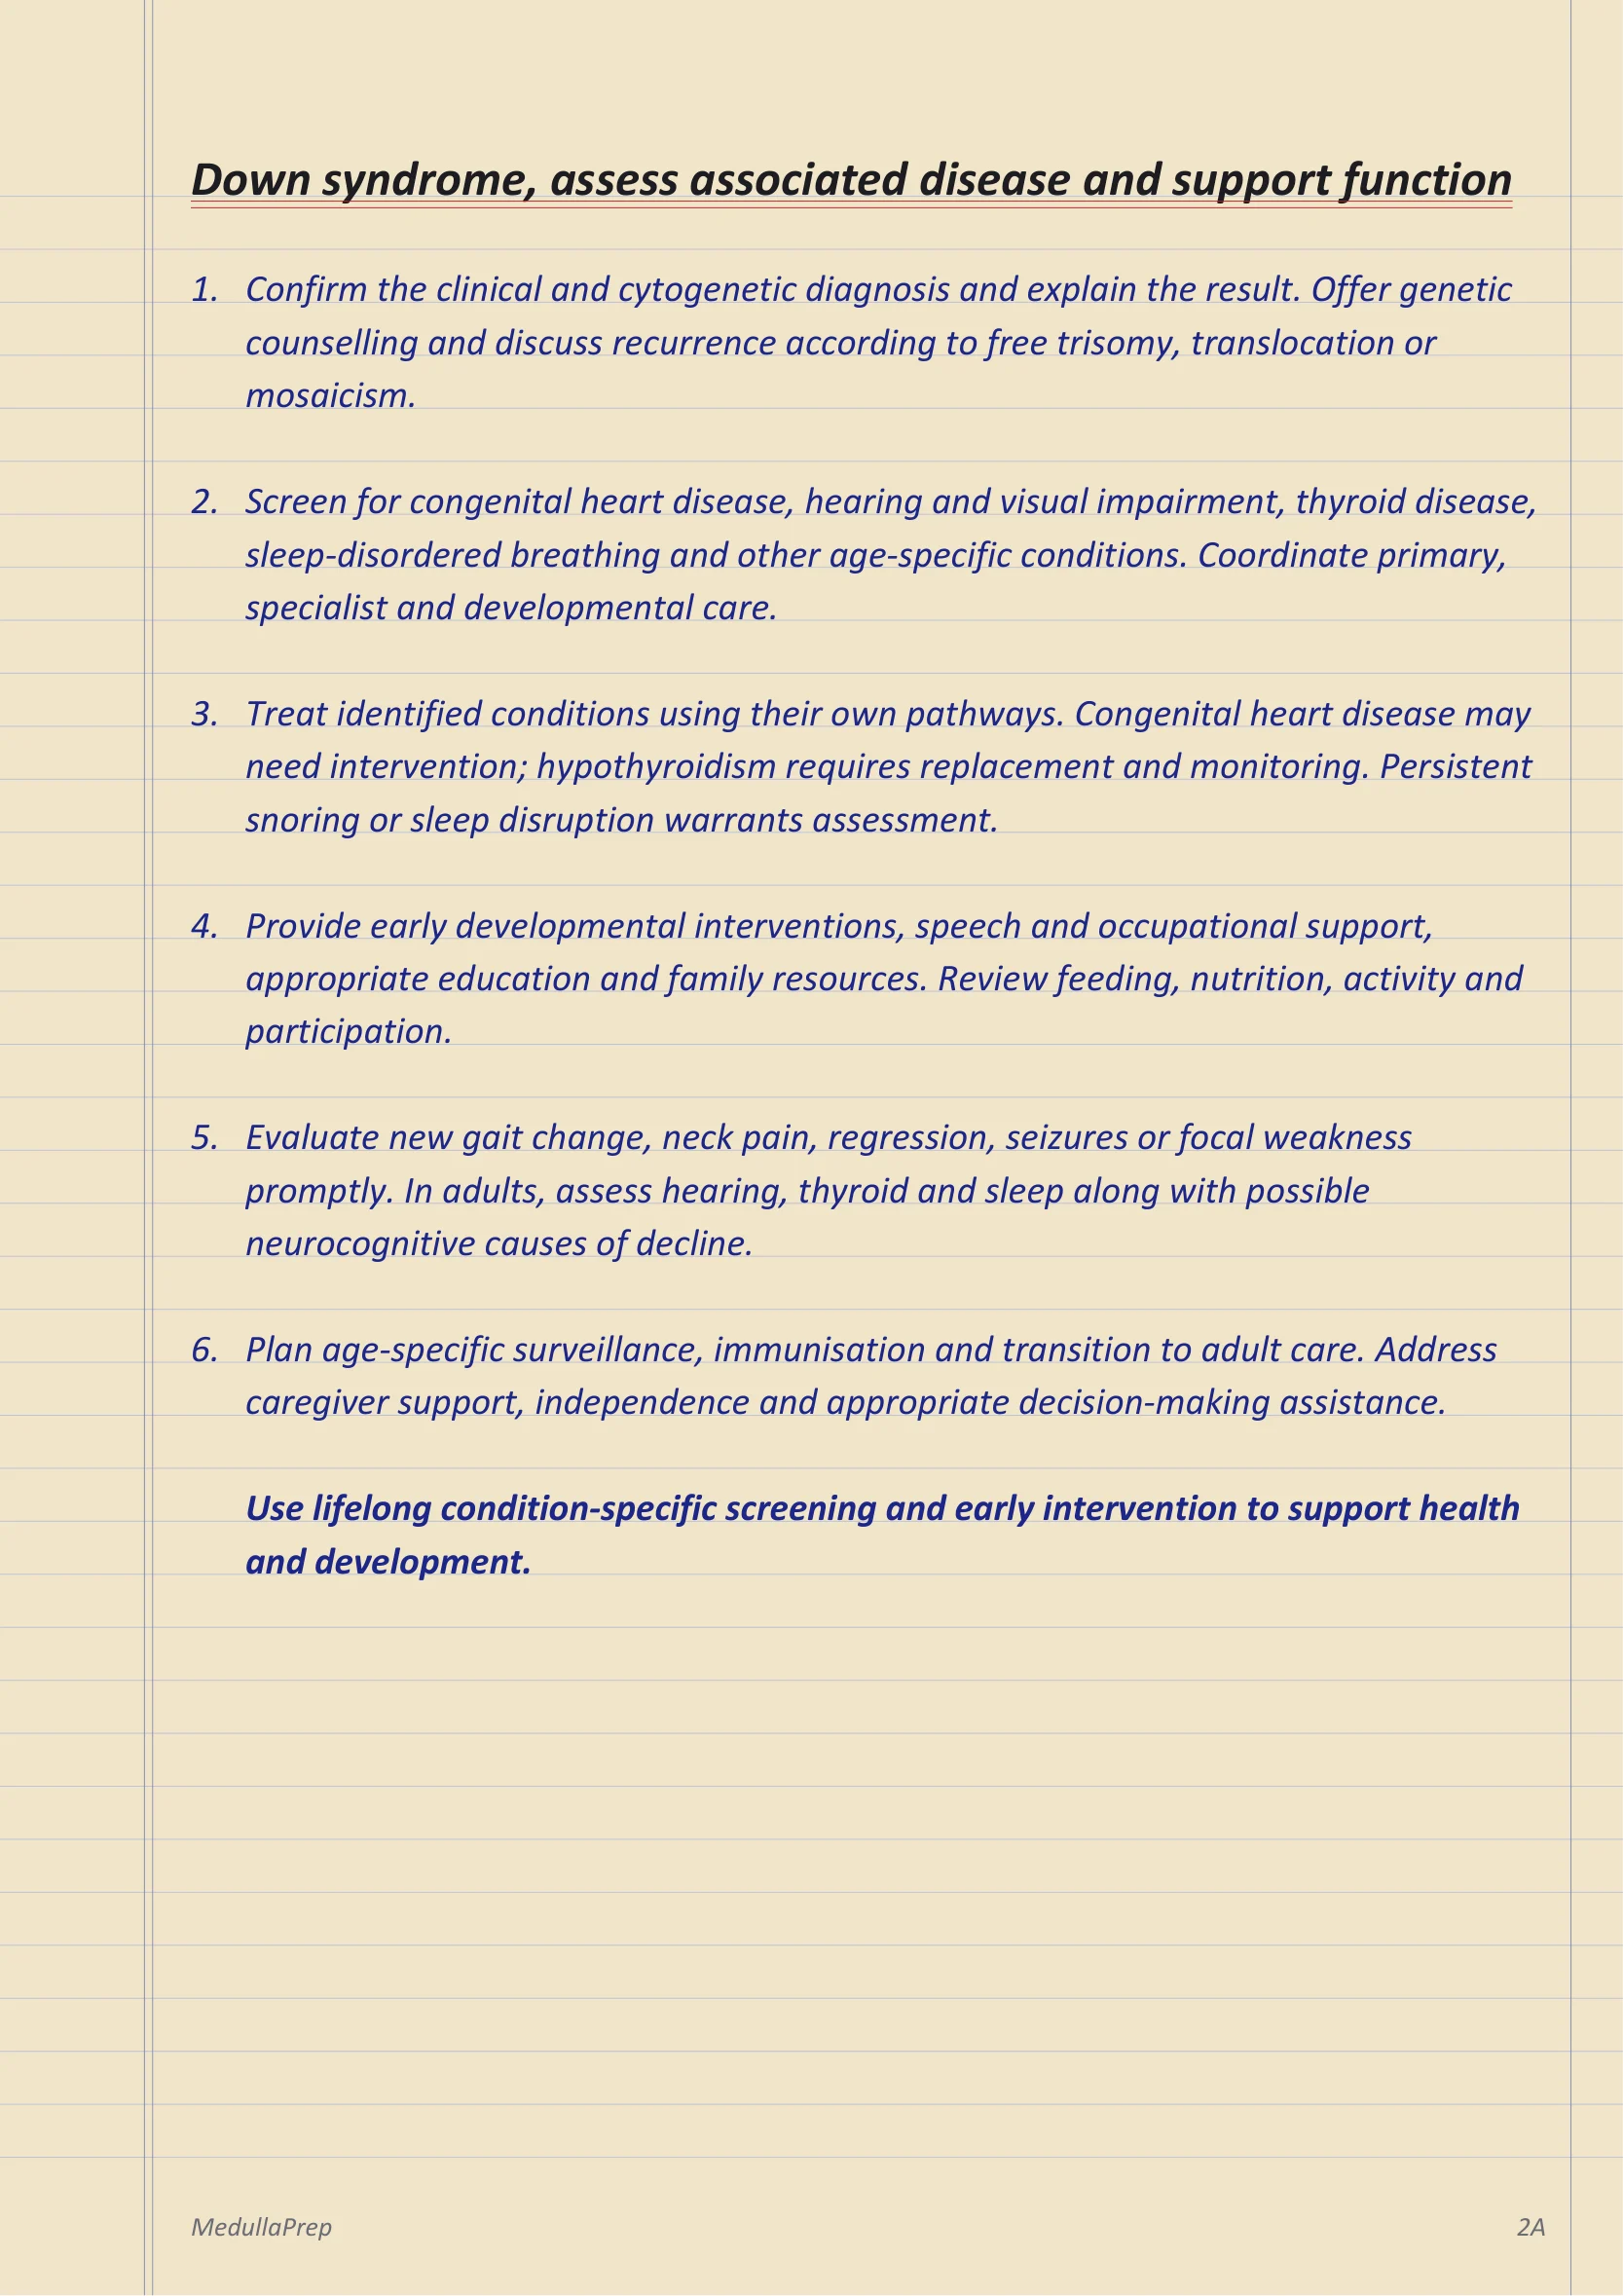 Down syndrome, assess associated disease and support function
1. Confirm the clinical and cytogenetic diagnosis and explain the result. Offer genetic
counselling and discuss recurrence according to free trisomy, translocation or
mosaicism.
2. Screen for congenital heart disease, hearing and visual impairment, thyroid disease,
sleep-disordered breathing and other age-specific conditions. Coordinate primary,
specialist and developmental care.
3. Treat identified conditions using their own pathways. Congenital heart disease may
need intervention; hypothyroidism requires replacement and monitoring. Persistent
snoring or sleep disruption warrants assessment.
4. Provide early developmental interventions, speech and occupational support,
appropriate education and family resources. Review feeding, nutrition, activity and
participation.
5. Evaluate new gait change, neck pain, regression, seizures or focal weakness
promptly. In adults, assess hearing, thyroid and sleep along with possible
neurocognitive causes of decline.
6. Plan age-specific surveillance, immunisation and transition to adult care. Address
caregiver support, independence and appropriate decision-making assistance.
Use lifelong condition-specific screening and early intervention to support health
and development.
MedullaPrep 2A